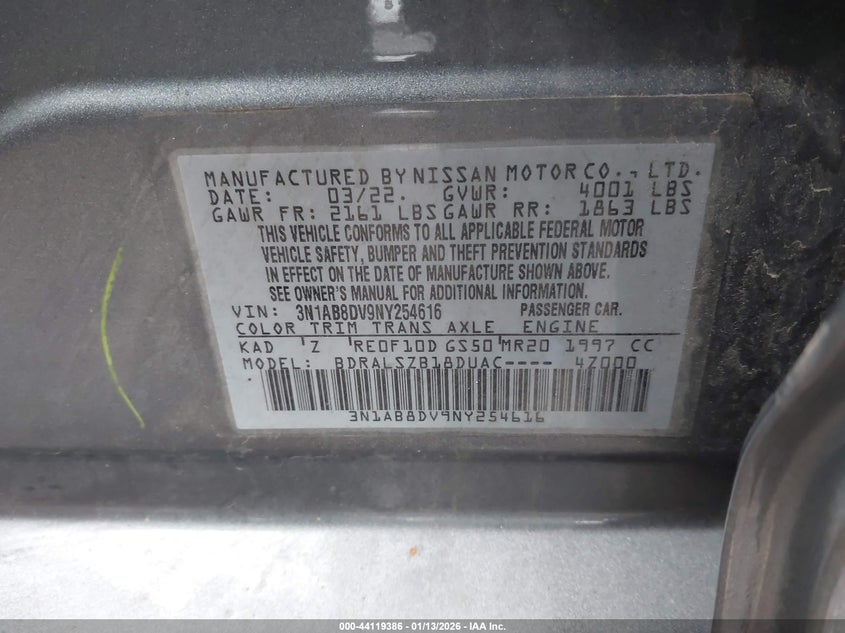 MANUFACTURED BY NISSAN MOTOR CO., LTD.
DATE: 03/22. GVWR: 4001 LBS
GAWR FR: 2161 LBS GAWR RR: 1863 LBS
THIS VEHICLE CONFORMS TO ALL APPLICABLE FEDERAL MOTOR
VEHICLE SAFETY, BUMPER AND THEFT PREVENTION STANDARDS
IN EFFECT ON THE DATE OF MANUFACTURE SHOWN ABOVE.
SEE OWNER'S MANUAL FOR ADDITIONAL INFORMATION.
VIN: 3N1AB8DV9NY254616 PASSENGER CAR.
COLOR TRIM TRANS AXLE ENGINE
KAD Z RE0F10D GS50 MR20 1997 CC
MODEL: BDRALSZB18DUAC---- 4Z000
3N1AB8DV9NY254616
000-44119386 - 01/13/2026 - IAA Inc.